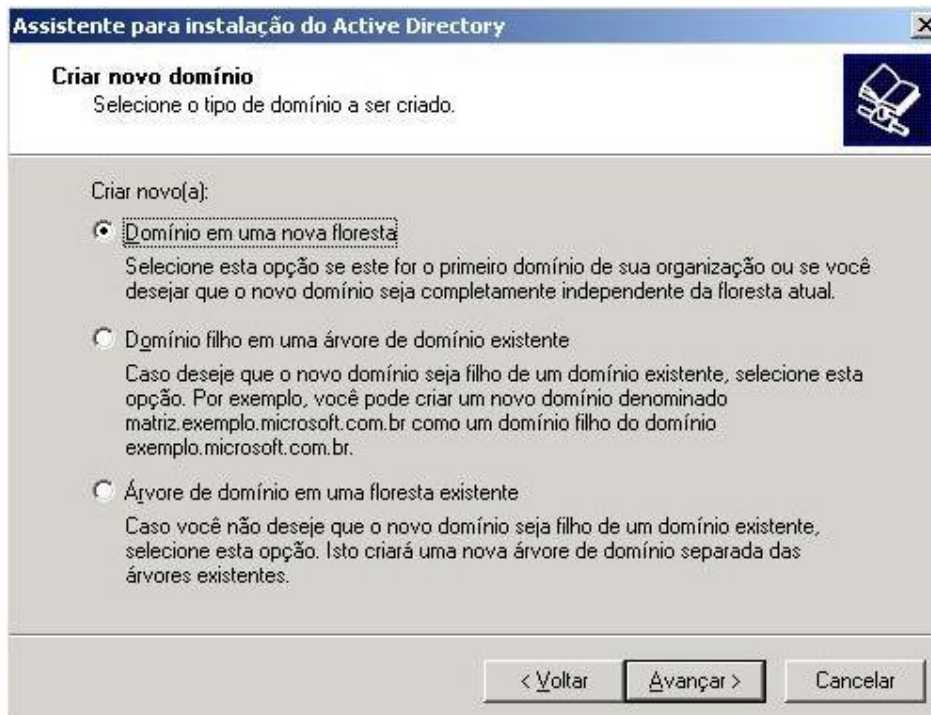 Assistente para instalação do Active Directory
Criar novo domínio
Selecione o tipo de domínio a ser criado.
Criar novo(a):
Domínio em uma nova floresta
Selecione esta opção se este for o primeiro domínio de sua organização ou se você
desejar que o novo domínio seja completamente independente da floresta atual.
Domínio filho em uma árvore de domínio existente
Caso deseje que o novo domínio seja filho de um domínio existente, selecione esta
opção. Por exemplo, você pode criar um novo domínio denominado
matriz.exemplo.microsoft.com.br como um domínio filho do domínio
exemplo.microsoft.com.br.
Árvore de domínio em uma floresta existente
Caso você não deseje que o novo domínio seja filho de um domínio existente,
selecione esta opção. Isto criará uma nova árvore de domínio separada das
árvores existentes.
< Voltar
Avançar >
Cancelar